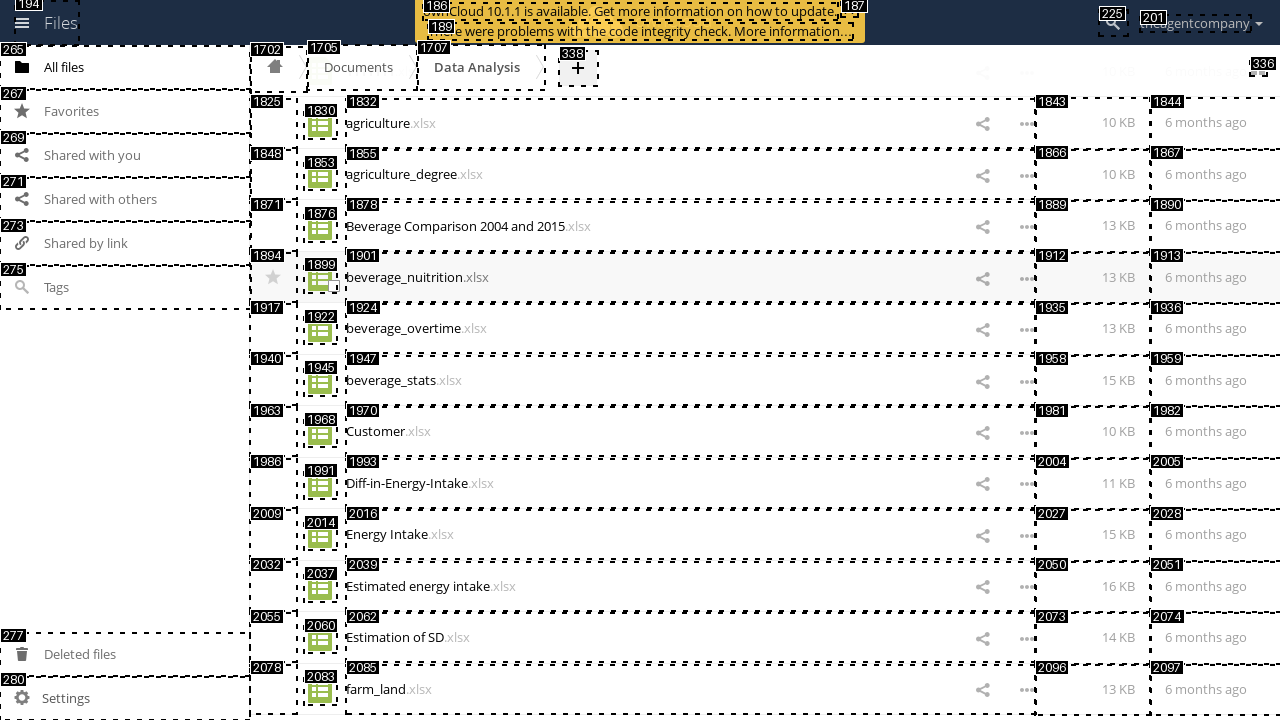 194
Files
186
ownCloud 10.1.1 is available. Get more information on how to update.
187
189
There were problems with the code integrity check. More information…
225
201
theagentcompany
265
All files
267
Favorites
269
Shared with you
271
Shared with others
273
Shared by link
275
Tags
277
Deleted files
280
Settings
1702
1705
Documents
1707
Data Analysis
338
+
336
1825
1830
1832
agriculture.xlsx
1843
10 KB
1844
6 months ago
1848
1853
1855
agriculture_degree.xlsx
1866
10 KB
1867
6 months ago
1871
1876
1878
Beverage Comparison 2004 and 2015.xlsx
1889
13 KB
1890
6 months ago
1894
1899
1901
beverage_nuitrition.xlsx
1912
13 KB
1913
6 months ago
1917
1922
1924
beverage_overtime.xlsx
1935
13 KB
1936
6 months ago
1940
1945
1947
beverage_stats.xlsx
1958
15 KB
1959
6 months ago
1963
1968
1970
Customer.xlsx
1981
10 KB
1982
6 months ago
1986
1991
1993
Diff-in-Energy-Intake.xlsx
2004
11 KB
2005
6 months ago
2009
2014
2016
Energy Intake.xlsx
2027
15 KB
2028
6 months ago
2032
2037
2039
Estimated energy intake.xlsx
2050
16 KB
2051
6 months ago
2055
2060
2062
Estimation of SD.xlsx
2073
14 KB
2074
6 months ago
2078
2083
2085
farm_land.xlsx
2096
13 KB
2097
6 months ago